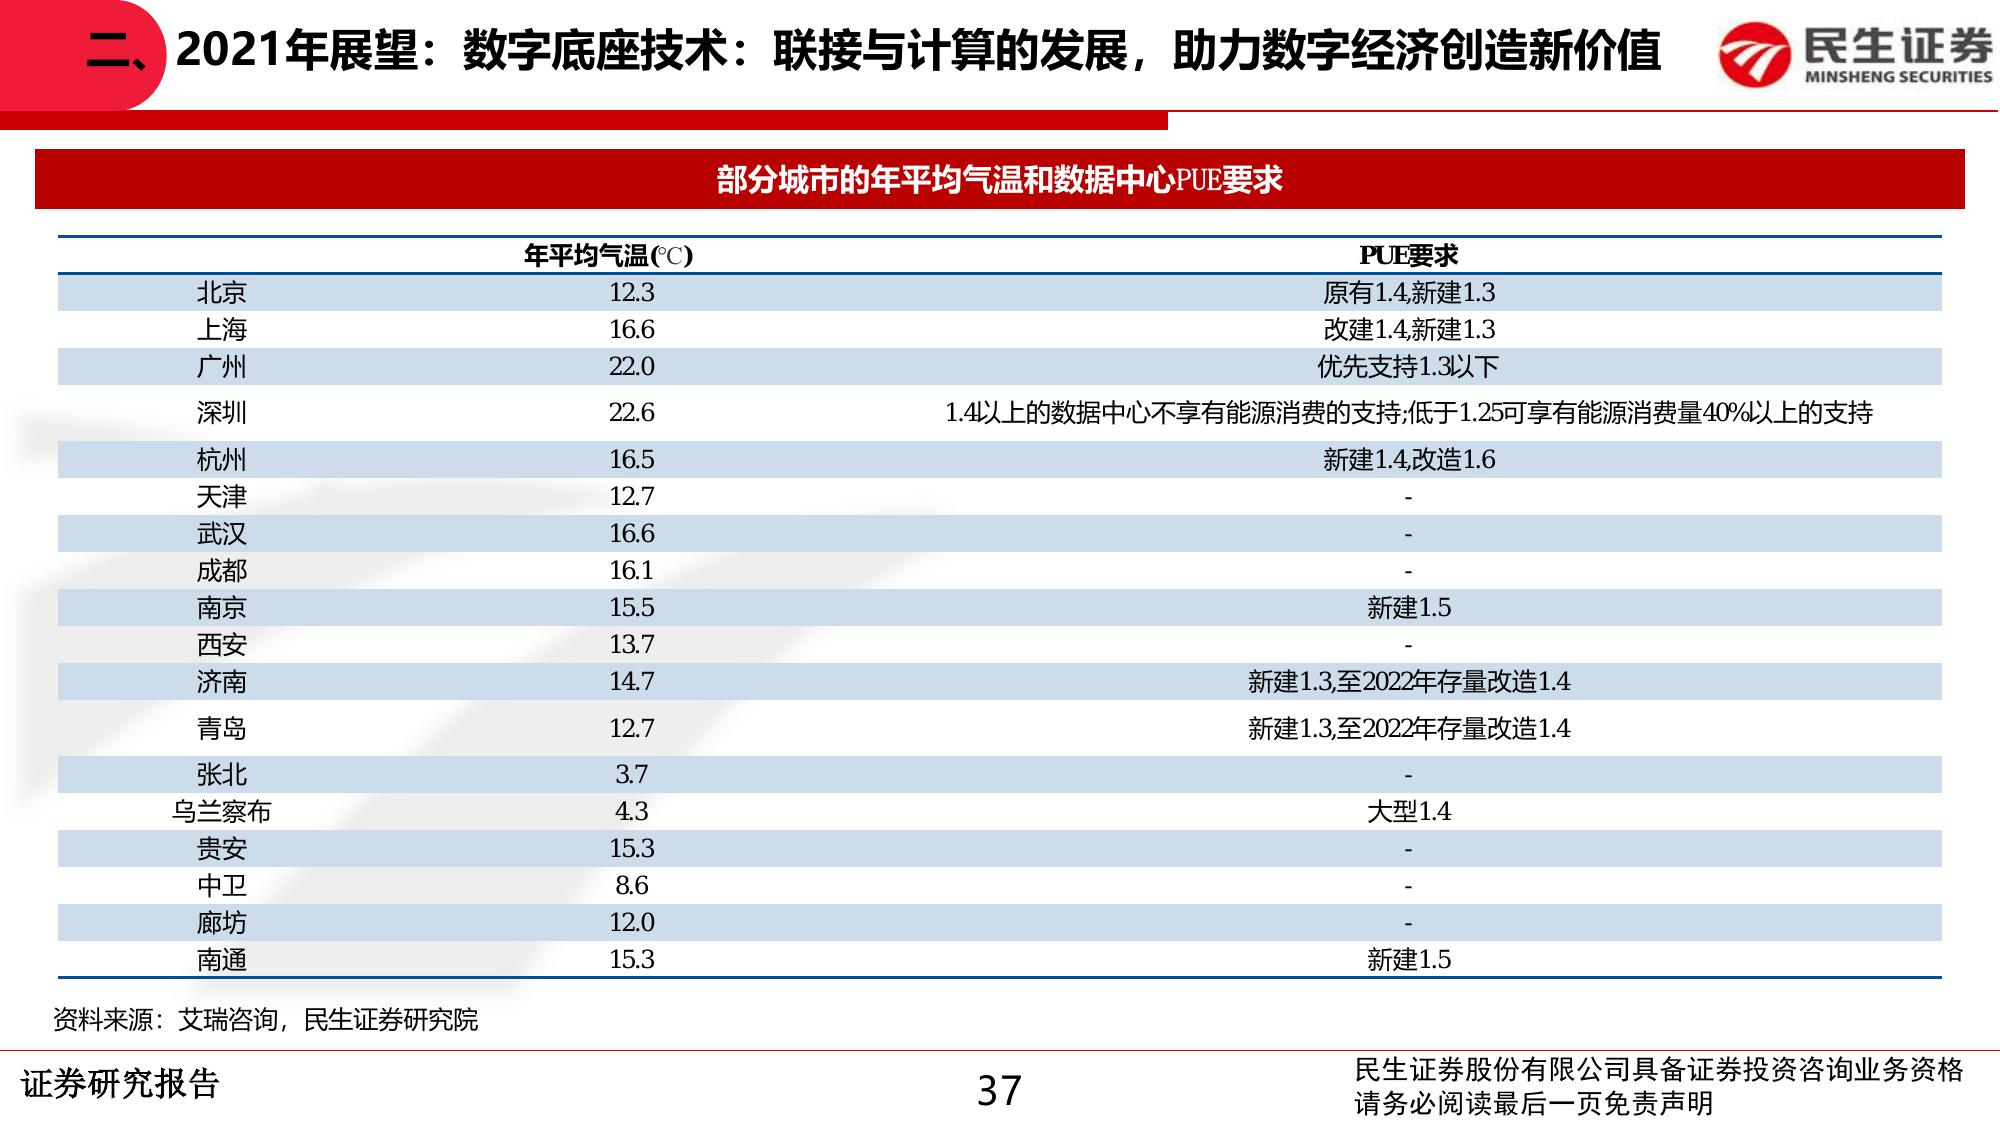 二、2021年展望：数字底座技术：联接与计算的发展，助力数字经济创造新价值
民生证券
MINSHENG SECURITIES
部分城市的年平均气温和数据中心PUE要求
年平均气温(℃) PUE要求
北京 12.3 原有1.4,新建1.3
上海 16.6 改建1.4,新建1.3
广州 22.0 优先支持1.3以下
深圳 22.6 1.4以上的数据中心不享有能源消费的支持;低于1.25可享有能源消费量40%以上的支持
杭州 16.5 新建1.4,改造1.6
天津 12.7 -
武汉 16.6 -
成都 16.1 -
南京 15.5 新建1.5
西安 13.7 -
济南 14.7 新建1.3,至2022年存量改造1.4
青岛 12.7 新建1.3,至2022年存量改造1.4
张北 3.7 -
乌兰察布 4.3 大型1.4
贵安 15.3 -
中卫 8.6 -
廊坊 12.0 -
南通 15.3 新建1.5
资料来源：艾瑞咨询，民生证券研究院
证券研究报告
37
民生证券股份有限公司具备证券投资咨询业务资格
请务必阅读最后一页免责声明